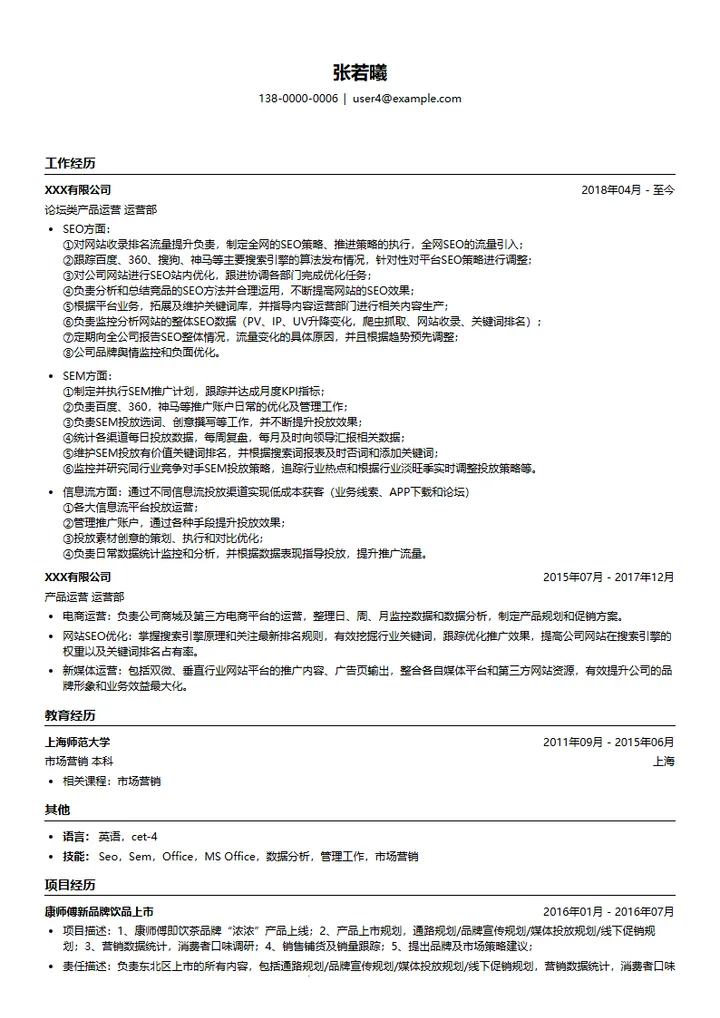 张若曦
138-0000-0006 | user4@example.com
工作经历
XXX有限公司 2018年04月 - 至今
论坛类产品运营 运营部
• SEO方面：
①对网站收录排名流量提升负责，制定全网的SEO策略、推进策略的执行，全网SEO的流量引入；
②跟踪百度、360、搜狗、神马等主要搜索引擎的算法发布情况，针对性对平台SEO策略进行调整；
③对公司网站进行SEO站内优化，跟进协调各部门完成优化任务；
④负责分析和总结竞品的SEO方法并合理运用，不断提高网站的SEO效果；
⑤根据平台业务，拓展及维护关键词库，并指导内容运营部门进行相关内容生产；
⑥负责监控分析网站的整体SEO数据（PV、IP、UV升降变化，爬虫抓取、网站收录、关键词排名）；
⑦定期向全公司报告SEO整体情况，流量变化的具体原因，并且根据趋势预先调整；
⑧公司品牌舆情监控和负面优化。
• SEM方面：
①制定并执行SEM推广计划，跟踪并达成月度KPI指标；
②负责百度、360，神马等推广账户日常的优化及管理工作；
③负责SEM投放选词、创意撰写等工作，并不断提升投放效果；
④统计各渠道每日投放数据，每周复盘，每月及时向领导汇报相关数据；
⑤维护SEM投放有价值关键词排名，并根据搜索词报表及时否词和添加关键词；
⑥监控并研究同行业竞争对手SEM投放策略，追踪行业热点和根据行业淡旺季实时调整投放策略等。
• 信息流方面：通过不同信息流投放渠道实现低成本获客（业务线索、APP下载和论坛）
①各大信息流平台投放运营；
②管理推广账户，通过各种手段提升投放效果；
③投放素材创意的策划、执行和对比优化；
④负责日常数据统计监控和分析，并根据数据表现指导投放，提升推广流量。
XXX有限公司 2015年07月 - 2017年12月
产品运营 运营部
• 电商运营：负责公司商城及第三方电商平台的运营，整理日、周、月监控数据和数据分析，制定产品规划和促销方案。
• 网站SEO优化：掌握搜索引擎原理和关注最新排名规则，有效挖掘行业关键词，跟踪优化推广效果，提高公司网站在搜索引擎的
权重以及关键词排名占有率。
• 新媒体运营：包括双微、垂直行业网站平台的推广内容、广告页输出，整合各自媒体平台和第三方网站资源，有效提升公司的品
牌形象和业务效益最大化。
教育经历
上海师范大学 2011年09月 - 2015年06月
市场营销 本科 上海
• 相关课程：市场营销
其他
• 语言： 英语，cet-4
• 技能： Seo，Sem，Office，MS Office，数据分析，管理工作，市场营销
项目经历
康师傅新品牌饮品上市 2016年01月 - 2016年07月
• 项目描述：1、康师傅即饮茶品牌“浓浓”产品上线；2、产品上市规划，通路规划/品牌宣传规划/媒体投放规划/线下促销规
划；3、营销数据统计，消费者口味调研；4、销售铺货及销量跟踪；5、提出品牌及市场策略建议；
• 责任描述：负责东北区上市的所有内容，包括通路规划/品牌宣传规划/媒体投放规划/线下促销规划，营销数据统计，消费者口味